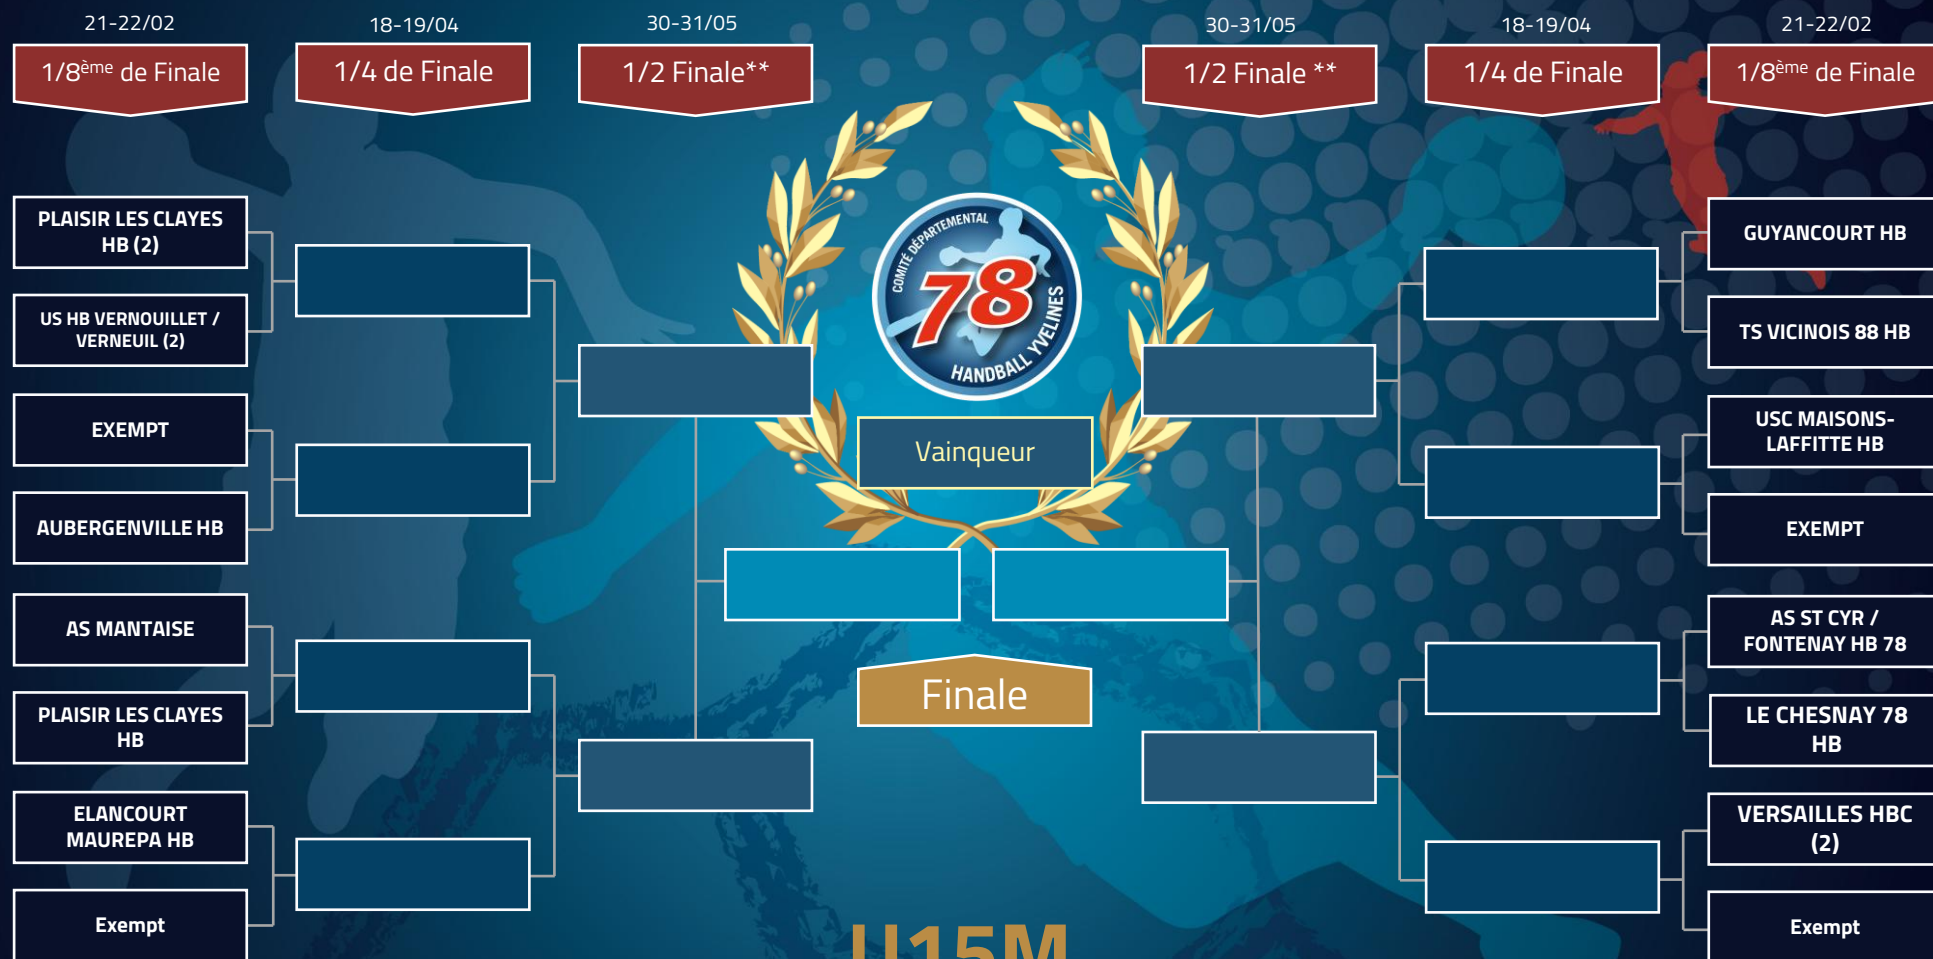 21-22/02
18-19/04
30-31/05
30-31/05
18-19/04
21-22/02
1/8ème de Finale
1/4 de Finale
1/2 Finale**
1/2 Finale **
1/4 de Finale
1/8ème de Finale
PLAISIR LES CLAYES
HB (2)
US HB VERNOUILLET /
VERNEUIL (2)
EXEMPT
AUBERGENVILLE HB
AS MANTAISE
PLAISIR LES CLAYES
HB
ELANCOURT
MAUREPA HB
Exempt
COMITÉ DÉPARTEMENTAL
78
HANDBALL YVELINES
Vainqueur
Finale
U15M
GUYANCOURT HB
TS VICINOIS 88 HB
USC MAISONS-
LAFFITTE HB
EXEMPT
AS ST CYR /
FONTENAY HB 78
LE CHESNAY 78
HB
VERSAILLES HBC
(2)
Exempt